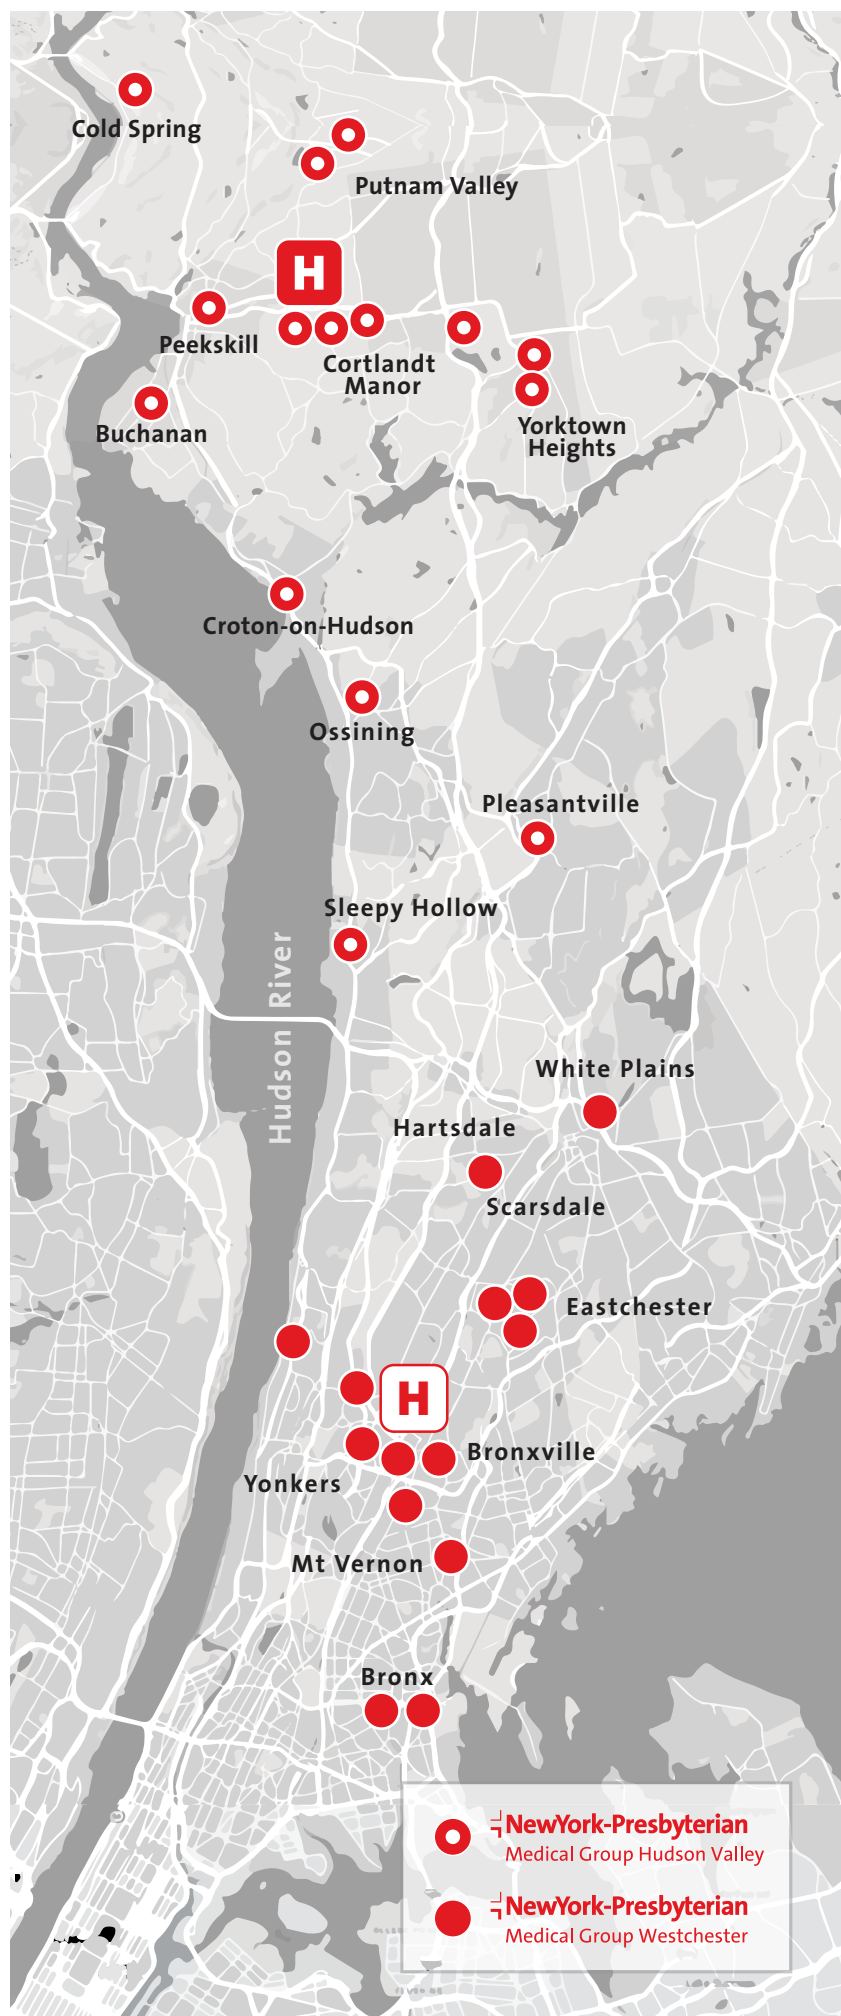 Cold Spring
Putnam Valley
H
Peekskill
Cortlandt
Manor
Buchanan
Yorktown
Heights
Croton-on-Hudson
Ossining
Pleasantville
Sleepy Hollow
Hudson River
White Plains
Hartsdale
Scarsdale
Eastchester
H
Bronxville
Yonkers
Mt Vernon
Bronx
NewYork-Presbyterian
Medical Group Hudson Valley
NewYork-Presbyterian
Medical Group Westchester